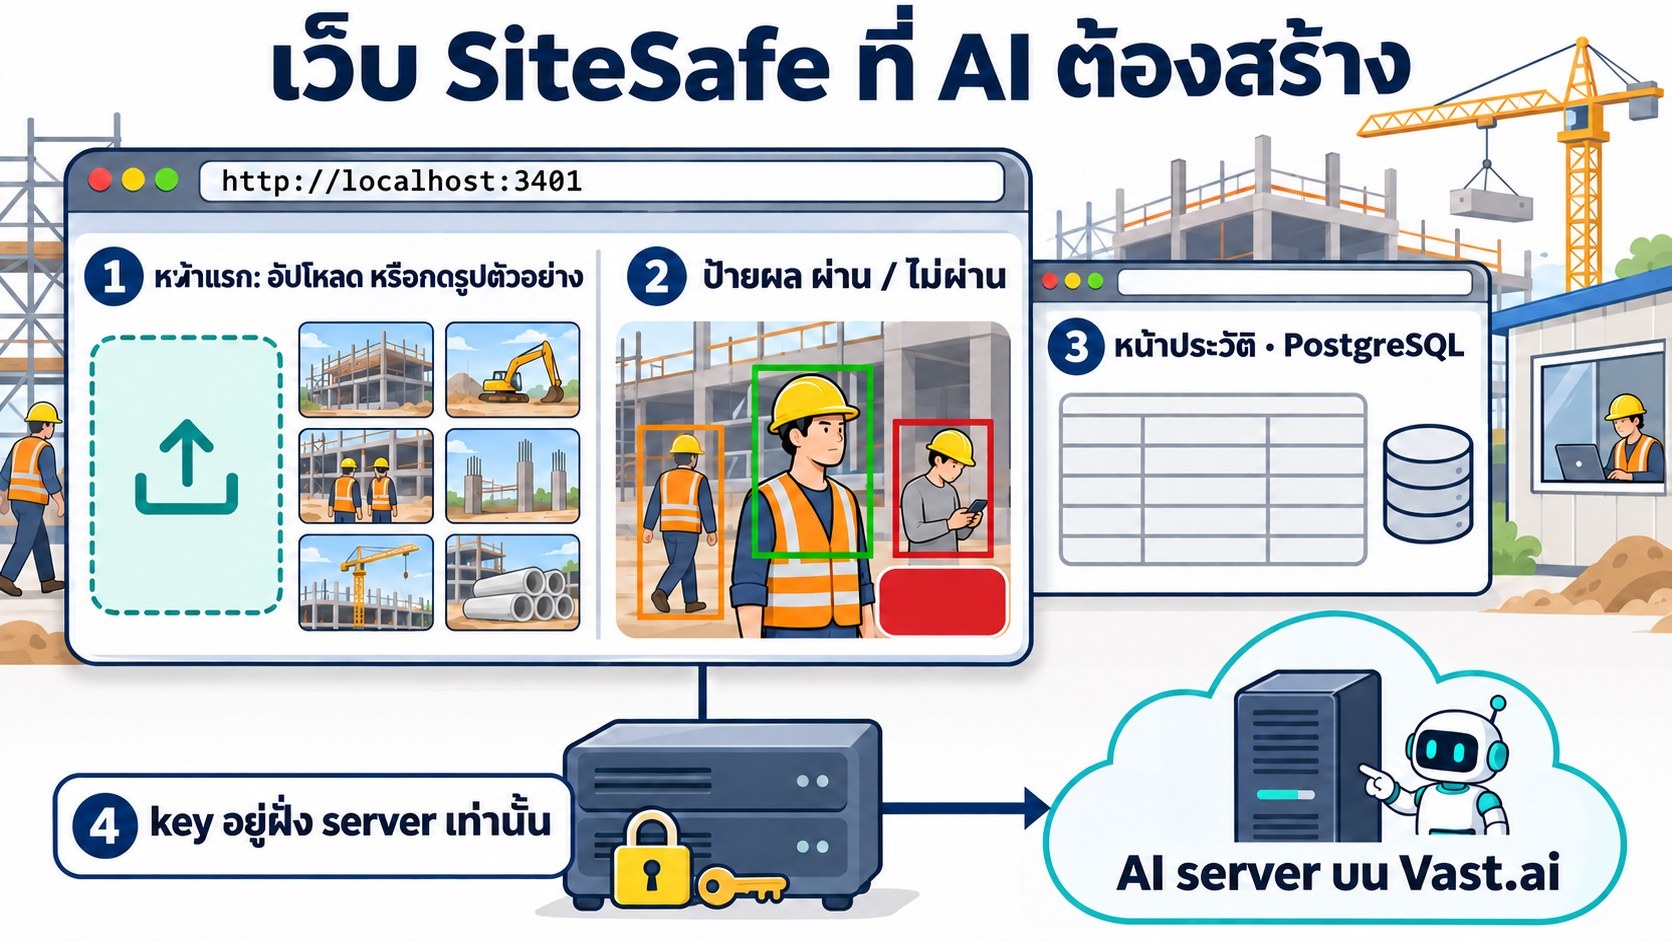 เว็บ SiteSafe ที่ AI ต้องสร้าง
http://localhost:3401
1 หน้าแรก: อัปโหลด หรือกดรูปตัวอย่าง
2 ป้ายผล ผ่าน / ไม่ผ่าน
3 หน้าประวัติ • PostgreSQL
4 key อยู่ฝั่ง server เท่านั้น
AI server บน Vast.ai